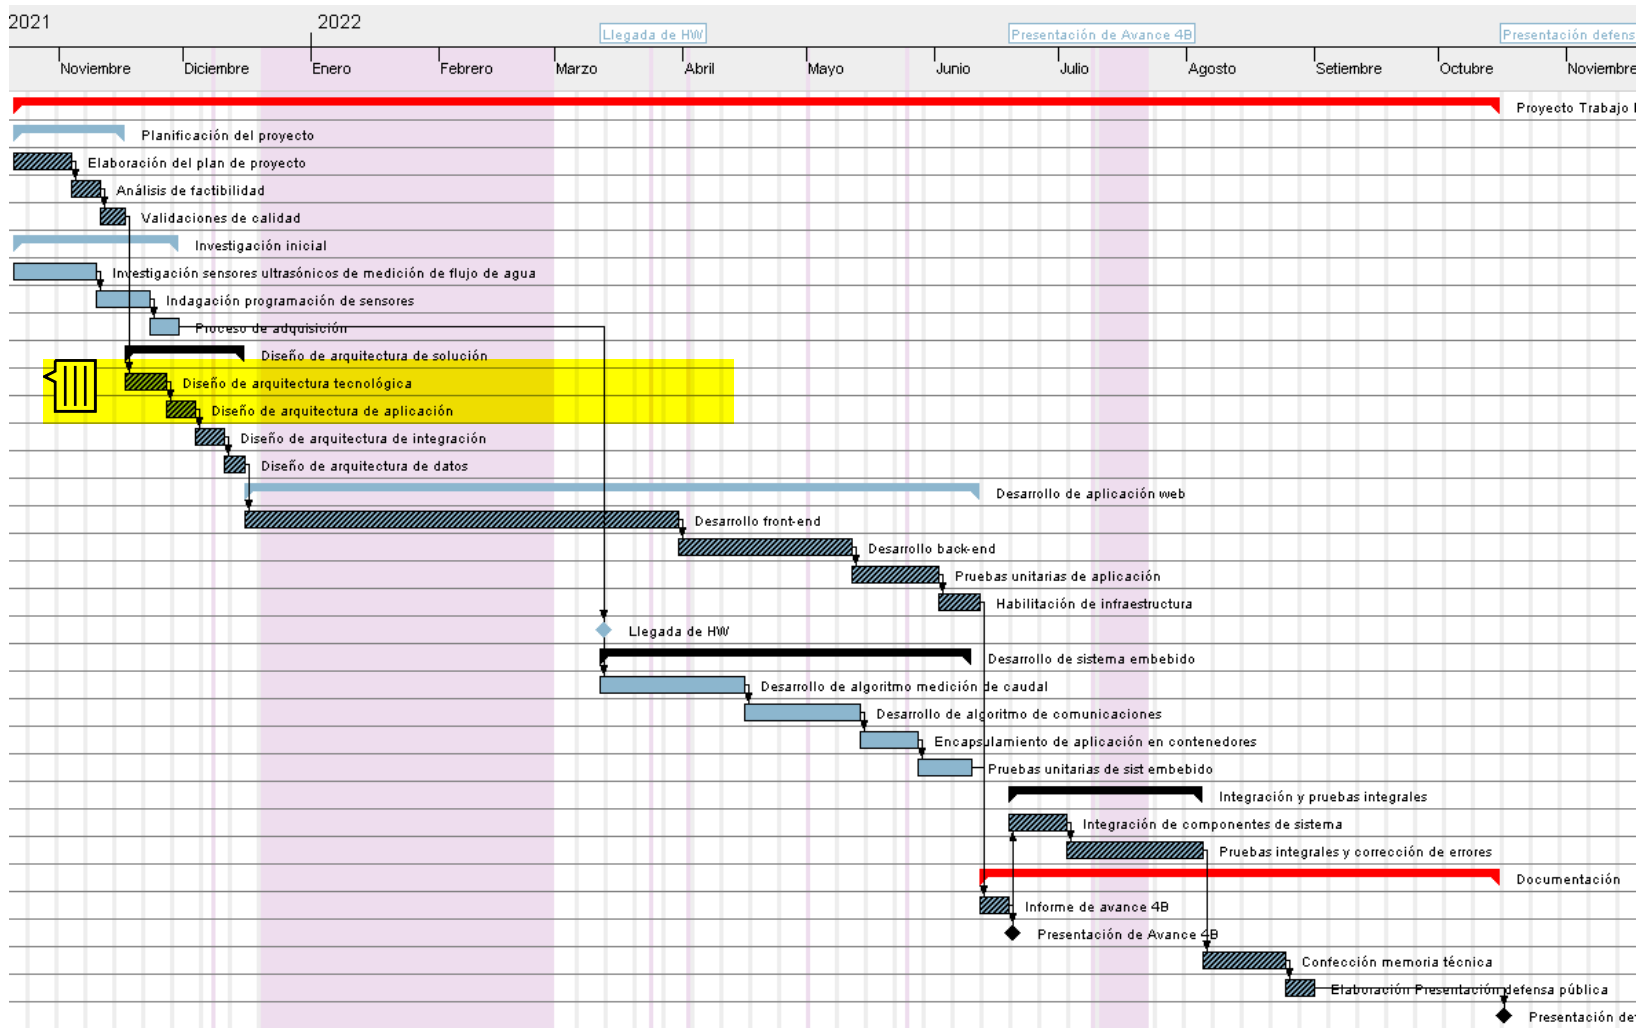 2021
2022
Llegada de HW
Presentación de Avance 4B
Presentación defens
Noviembre
Diciembre
Enero
Febrero
Marzo
Abril
Mayo
Junio
Julio
Agosto
Setiembre
Octubre
Noviembre
Proyecto Trabajo
Planificación del proyecto
Elaboración del plan de proyecto
Análisis de factibilidad
Validaciones de calidad
Investigación inicial
Investigación sensores ultrasónicos de medición de flujo de agua
Indagación programación de sensores
Proceso de adquisición
Diseño de arquitectura de solución
Diseño de arquitectura tecnológica
Diseño de arquitectura de aplicación
Diseño de arquitectura de integración
Diseño de arquitectura de datos
Desarrollo de aplicación web
Desarrollo front-end
Desarrollo back-end
Pruebas unitarias de aplicación
Habilitación de infraestructura
Llegada de HW
Desarrollo de sistema embebido
Desarrollo de algoritmo medición de caudal
Desarrollo de algoritmo de comunicaciones
Encapsulamiento de aplicación en contenedores
Pruebas unitarias de sist embebido
Integración y pruebas integrales
Integración de componentes de sistema
Pruebas integrales y corrección de errores
Documentación
Informe de avance 4B
Presentación de Avance 4B
Confección memoria técnica
Elaboración Presentación defensa pública
Presentación de